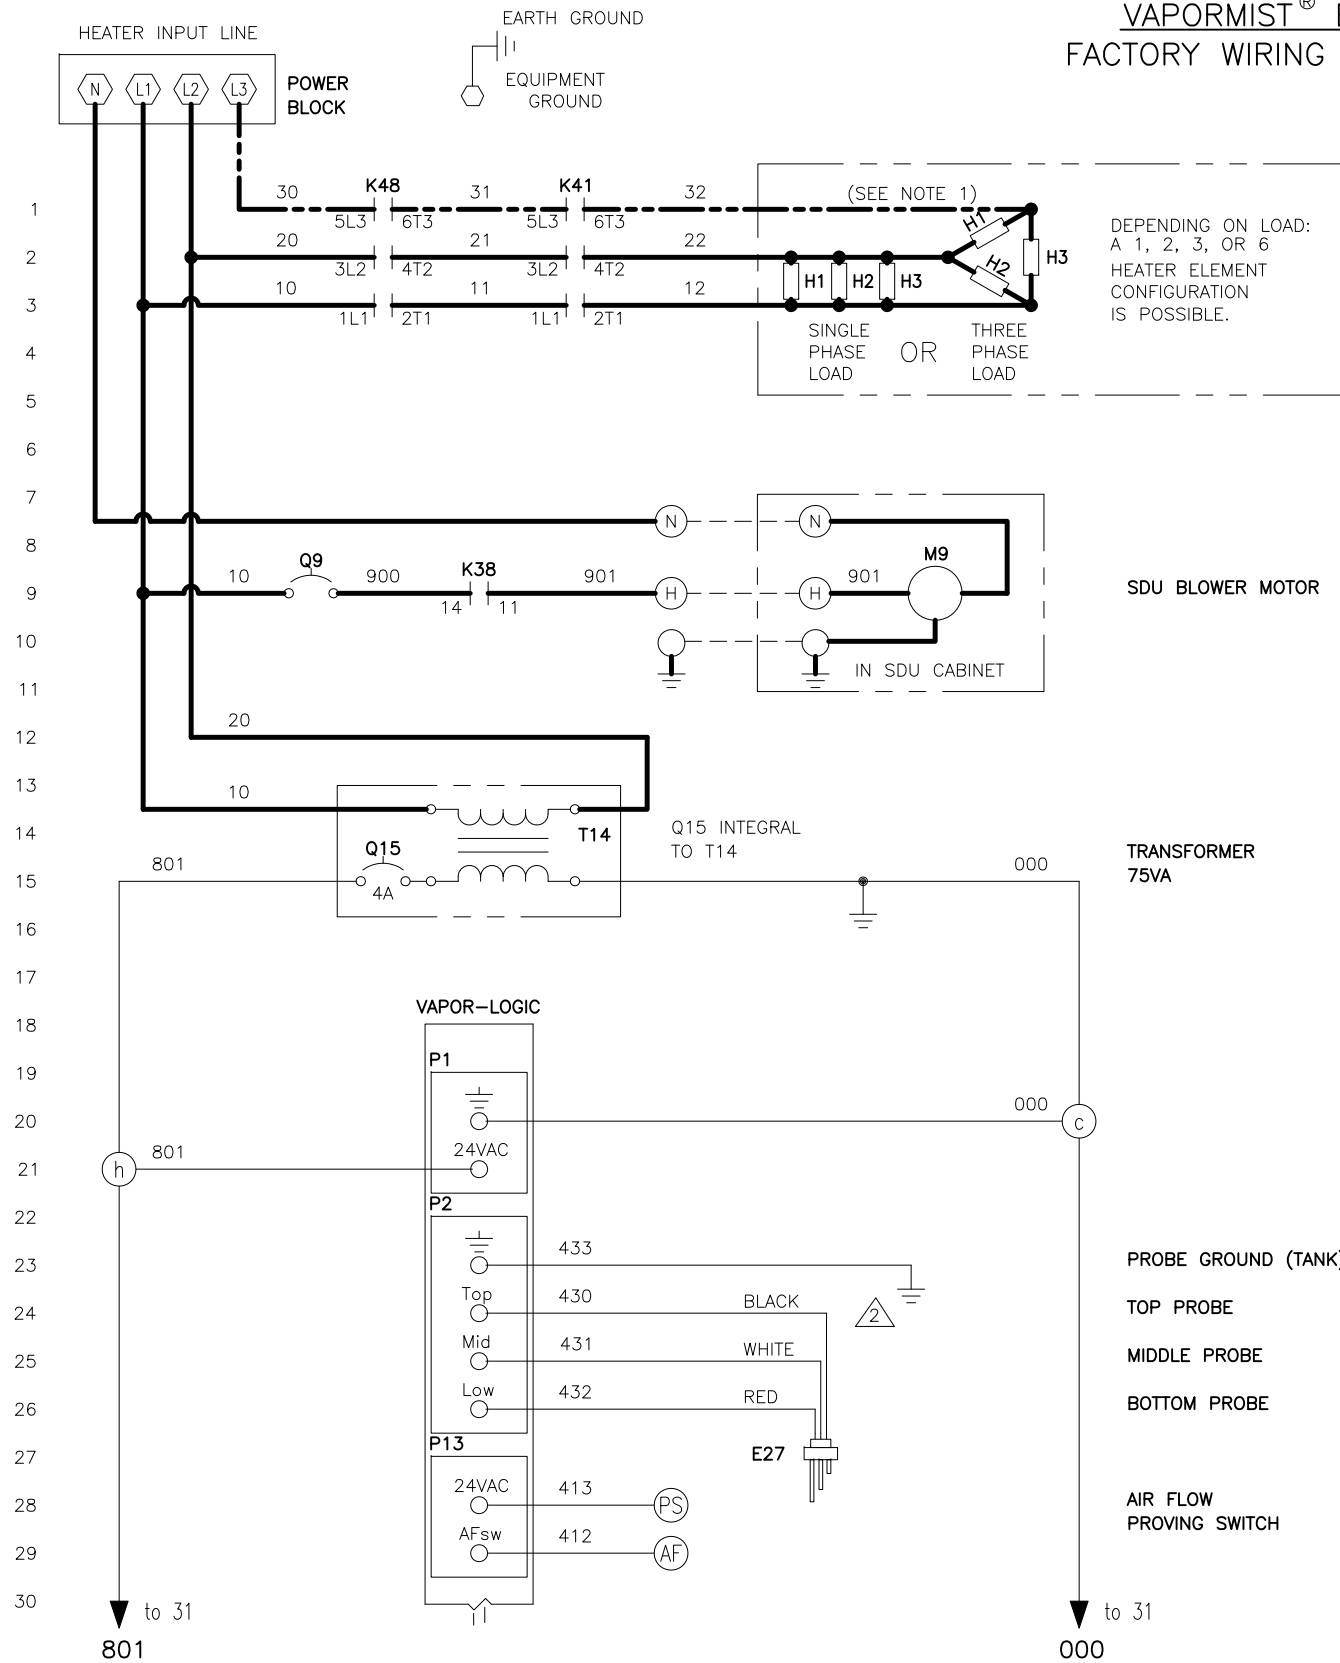 VAPORMIST®
FACTORY WIRING
HEATER INPUT LINE
N L1 L2 L3
POWER
BLOCK
EARTH GROUND
EQUIPMENT
GROUND
1
30 K48 31 K41 32 (SEE NOTE 1)
5L3 6T3 5L3 6T3
2
20 21 22
3L2 4T2 3L2 4T2
3
10 11 12
1L1 2T1 1L1 2T1
H1 H2 H3
H1 H2 H3
SINGLE
PHASE
LOAD
OR
THREE
PHASE
LOAD
DEPENDING ON LOAD:
A 1, 2, 3, OR 6
HEATER ELEMENT
CONFIGURATION
IS POSSIBLE.
4
5
6
7
N N
8
9
10 Q9 900 K38 901 H H 901 M9
14 11
SDU BLOWER MOTOR
10
IN SDU CABINET
11
12
20
13
10
14
T14
Q15 INTEGRAL
TO T14
15
801 Q15 000
4A
TRANSFORMER
75VA
16
17
18
VAPOR-LOGIC
19
P1
20
000 c
21
h 801 24VAC
22
P2
23
433
PROBE GROUND (TANK)
24
Top 430 BLACK 2
TOP PROBE
25
Mid 431 WHITE
MIDDLE PROBE
26
Low 432 RED
BOTTOM PROBE
27
P13 E27
28
24VAC 413 PS
AIR FLOW
PROVING SWITCH
29
AFsw 412 AF
30
to 31
801
to 31
000